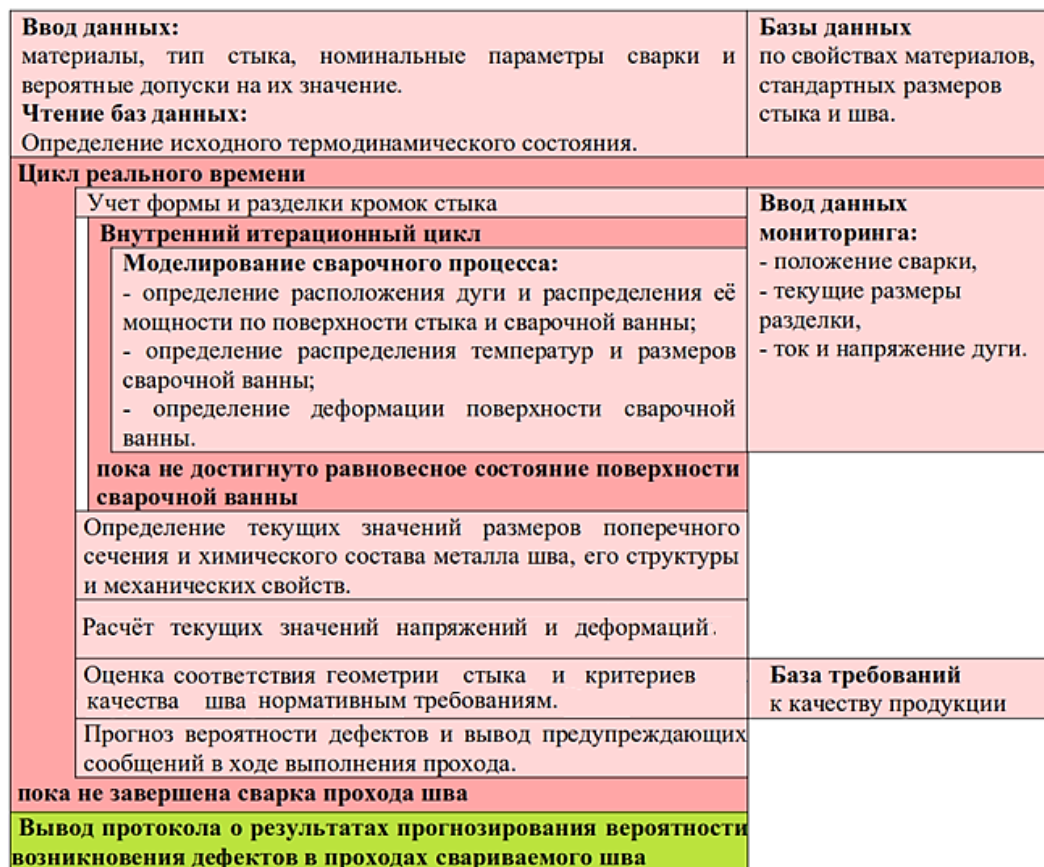 Ввод данных:
материалы, тип стыка, номинальные параметры сварки и
вероятные допуски на их значение.
Чтение баз данных:
Определение исходного термодинамического состояния.
Базы данных
по свойствах материалов,
стандартных размеров
стыка и шва.
Цикл реального времени
Учет формы и разделки кромок стыка
Внутренний итерационный цикл
Моделирование сварочного процесса:
- определение расположения дуги и распределения её
мощности по поверхности стыка и сварочной ванны;
- определение распределения температур и размеров
сварочной ванны;
- определение деформации поверхности сварочной
ванны.
пока не достигнуто равновесное состояние поверхности
сварочной ванны
Ввод данных
мониторинга:
- положение сварки,
- текущие размеры
разделки,
- ток и напряжение дуги.
Определение текущих значений размеров поперечного
сечения и химического состава металла шва, его структуры
и механических свойств.
Расчёт текущих значений напряжений и деформаций.
Оценка соответствия геометрии стыка и критериев
качества шва нормативным требованиям.
База требований
к качеству продукции
Прогноз вероятности дефектов и вывод предупреждающих
сообщений в ходе выполнения прохода.
пока не завершена сварка прохода шва
Вывод протокола о результатах прогнозирования вероятности
возникновения дефектов в проходах свариваемого шва